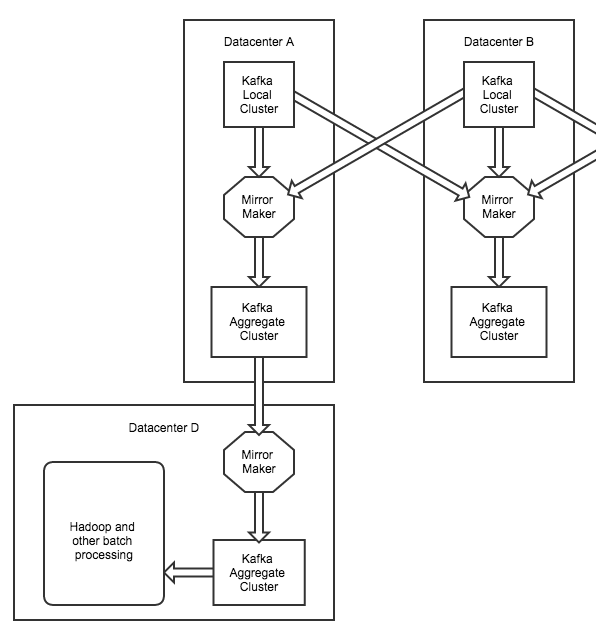 Datacenter A
Kafka
Local
Cluster
Mirror
Maker
Kafka
Aggregate
Cluster
Datacenter B
Kafka
Local
Cluster
Mirror
Maker
Kafka
Aggregate
Cluster
Datacenter D
Mirror
Maker
Hadoop and
other batch
processing
Kafka
Aggregate
Cluster